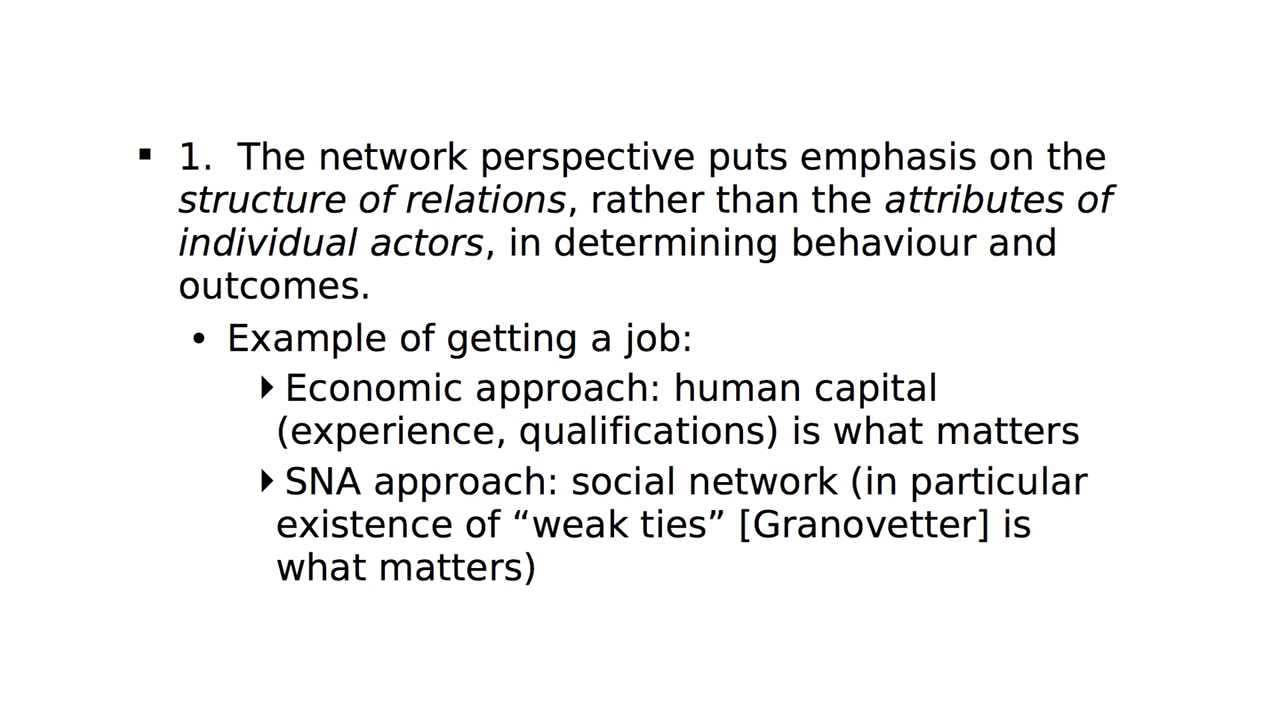 ▪ 1. The network perspective puts emphasis on the
structure of relations, rather than the attributes of
individual actors, in determining behaviour and
outcomes.
• Example of getting a job:
Economic approach: human capital
(experience, qualifications) is what matters
SNA approach: social network (in particular
existence of “weak ties” [Granovetter] is
what matters)